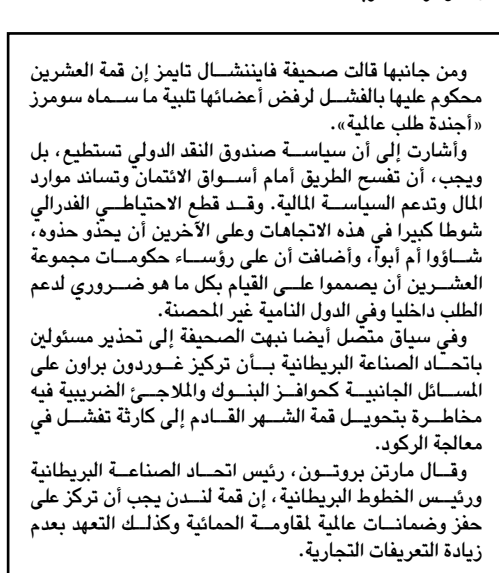 ومن جانبها قالت صحيفة فايننشال تايمز إن قمة العشرين
محكوم عليها بالفشل لرفض أعضائها تلبية ما سماه سومرز
«أجندة طلب عالمية».
وأشارت إلى أن سياسة صندوق النقد الدولي تستطيع، بل
ويجب، أن تفسح الطريق أمام أسواق الائتمان وتساند موارد
المال وتدعم السياسة المالية. وقد قطع الاحتياطي الفدرالي
شوطا كبيرا في هذه الاتجاهات وعلى الآخرين أن يحذو حذوه،
شاؤوا أم أبوا، وأضافت أن على رؤساء حكومات مجموعة
العشرين أن يصمموا على القيام بكل ما هو ضروري لدعم
الطلب داخليا وفي الدول النامية غير المحصنة.
وفي سياق متصل أيضا نبهت الصحيفة إلى تحذير مسئولين
باتحاد الصناعة البريطانية بأن تركيز غوردون براون على
المسائل الجانبية كحوافز البنوك والملاجئ الضريبية فيه
مخاطرة بتحويل قمة الشهر القادم إلى كارثة تفشل في
معالجة الركود.
وقال مارتن بروتون، رئيس اتحاد الصناعة البريطانية
ورئيس الخطوط البريطانية، إن قمة لندن يجب أن تركز على
حفز وضمانات عالمية لمقاومة الحمائية وكذلك التعهد بعدم
زيادة التعريفات التجارية.